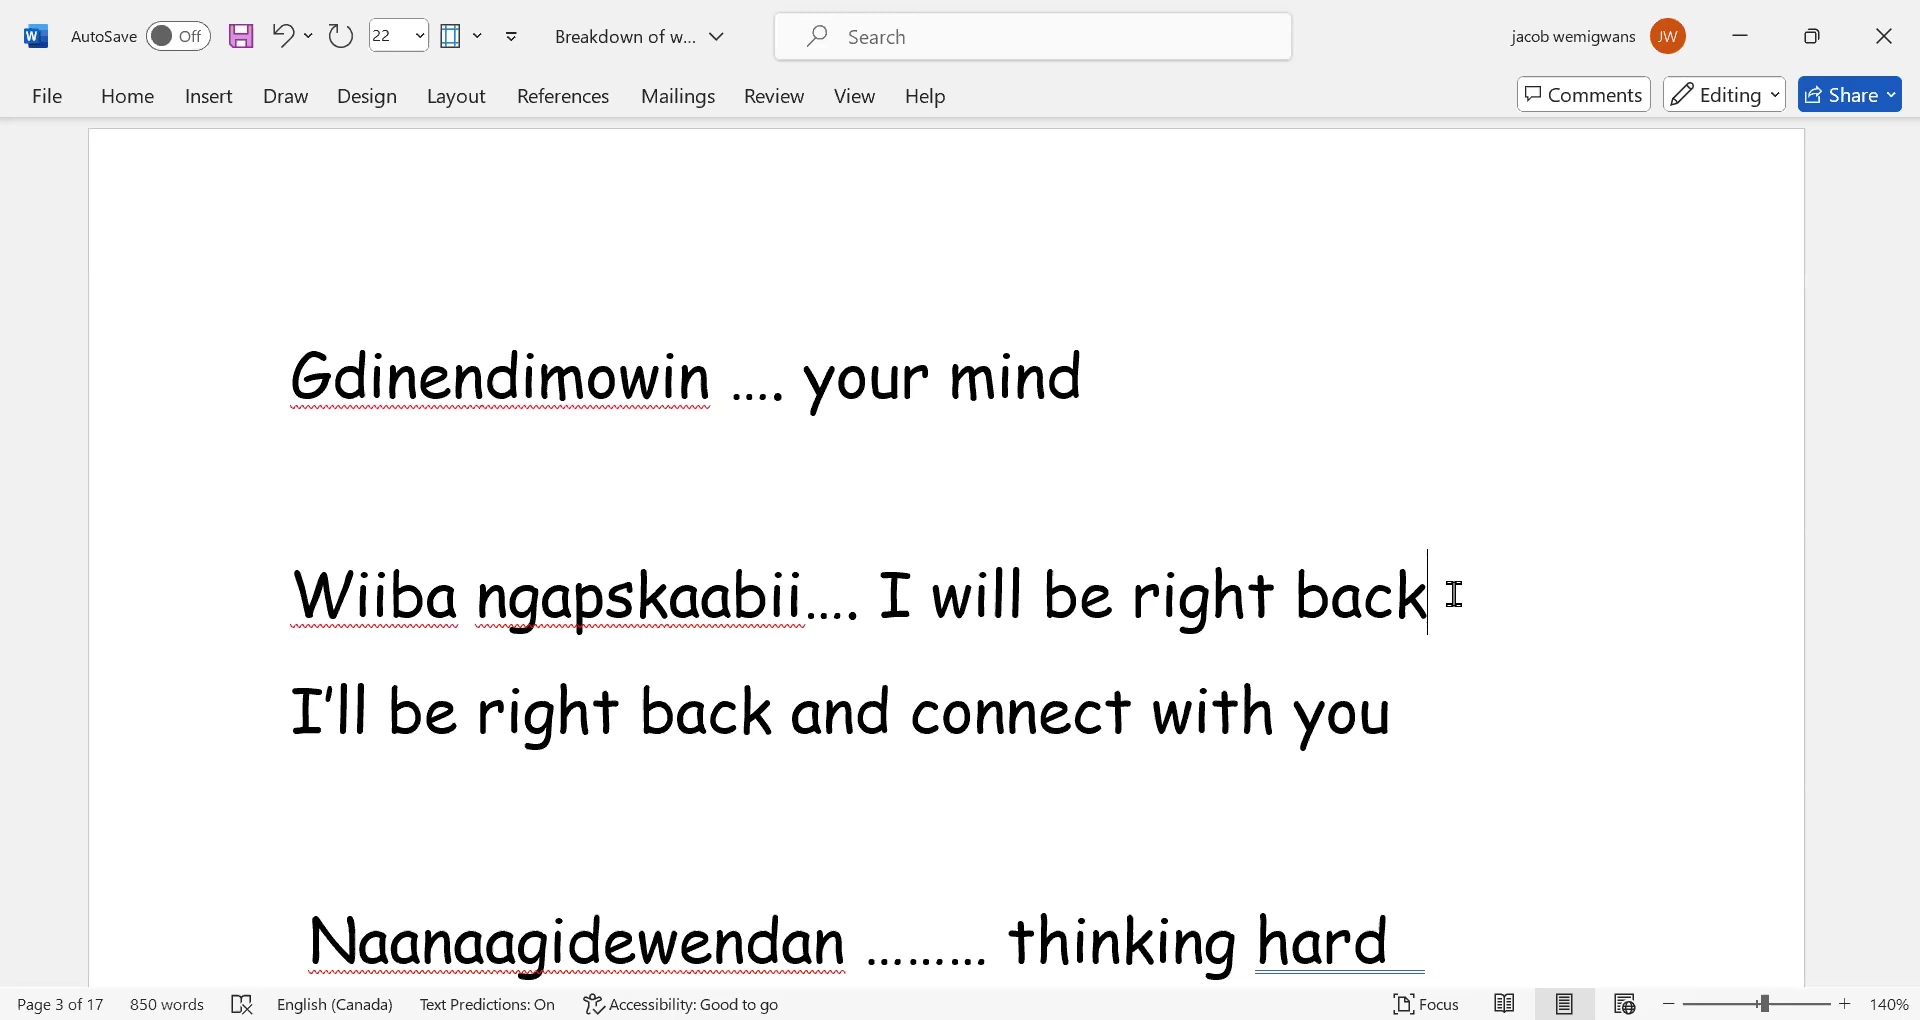 AutoSave Off 22 Breakdown of w... Search jacob wemigwans JW
File Home Insert Draw Design Layout References Mailings Review View Help Comments Editing Share
Gdinendimowin .... your mind
Wiiba ngapskaabii.... I will be right back
I'll be right back and connect with you
Naanaagidewendan ......... thinking hard
Page 3 of 17 850 words English (Canada) Text Predictions: On Accessibility: Good to go Focus 140%